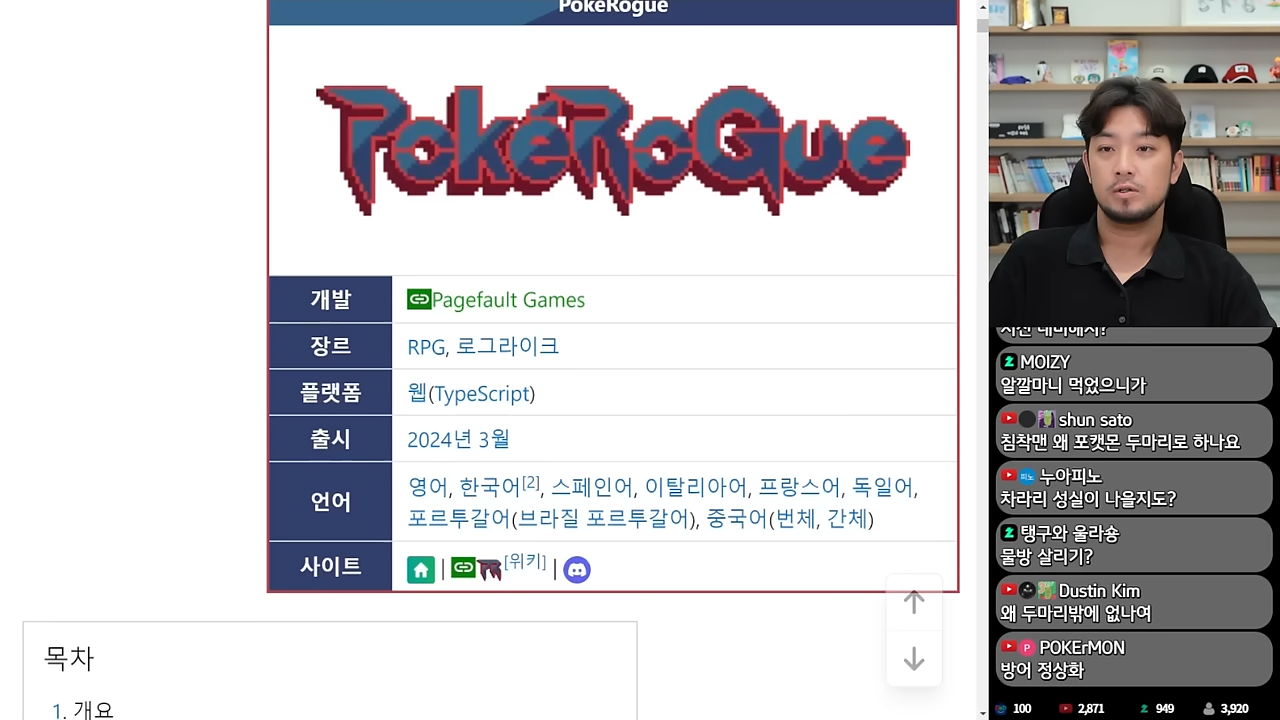 PokéRogue
PokéRoGue
개발
Pagefault Games
장르
RPG, 로그라이크
플랫폼
웹(TypeScript)
출시
2024년 3월
언어
영어, 한국어[2], 스페인어, 이탈리아어, 프랑스어, 독일어,
포르투갈어(브라질 포르투갈어), 중국어(번체, 간체)
사이트
| [위키] |
목차
1. 개요
MOIZY
알깔마니 먹었으니가
shun sato
침착맨 왜 포캣몬 두마리로 하나요
누아피노
차라리 성실이 나을지도?
탱구와 울라숑
물방 살리기?
Dustin Kim
왜 두마리밖에 없나여
P POKErMON
방어 정상화
100 2,871 949 3,920